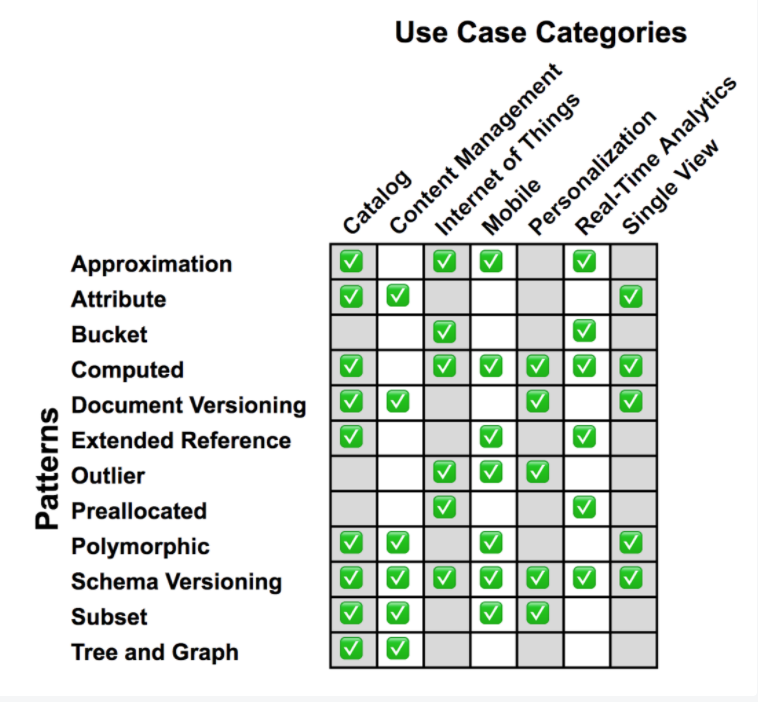 Use Case Categories
Catalog
Content Management
Internet of Things
Mobile
Personalization
Real-Time Analytics
Single View
Patterns
Approximation
Attribute
Bucket
Computed
Document Versioning
Extended Reference
Outlier
Preallocated
Polymorphic
Schema Versioning
Subset
Tree and Graph